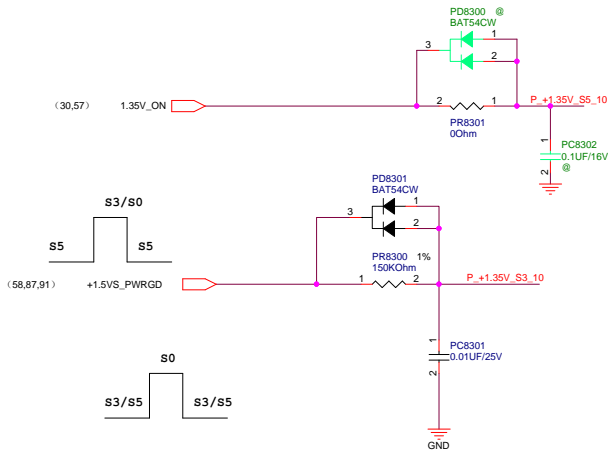 PD8300 @
BAT54CW
1
3
2
(30,57) 1.35V_ON
2 1
P_+1.35V_S5_10
PR8301
0Ohm
1
PC8302
0.1UF/16V
2
@
PD8301
BAT54CW
1
3
2
S3/S0
S5 S5
PR8300 1%
150KOhm
(58,87,91) +1.5VS_PWRGD
1 2
P_+1.35V_S3_10
1
PC8301
0.01UF/25V
2
S0
S3/S5 S3/S5
GND